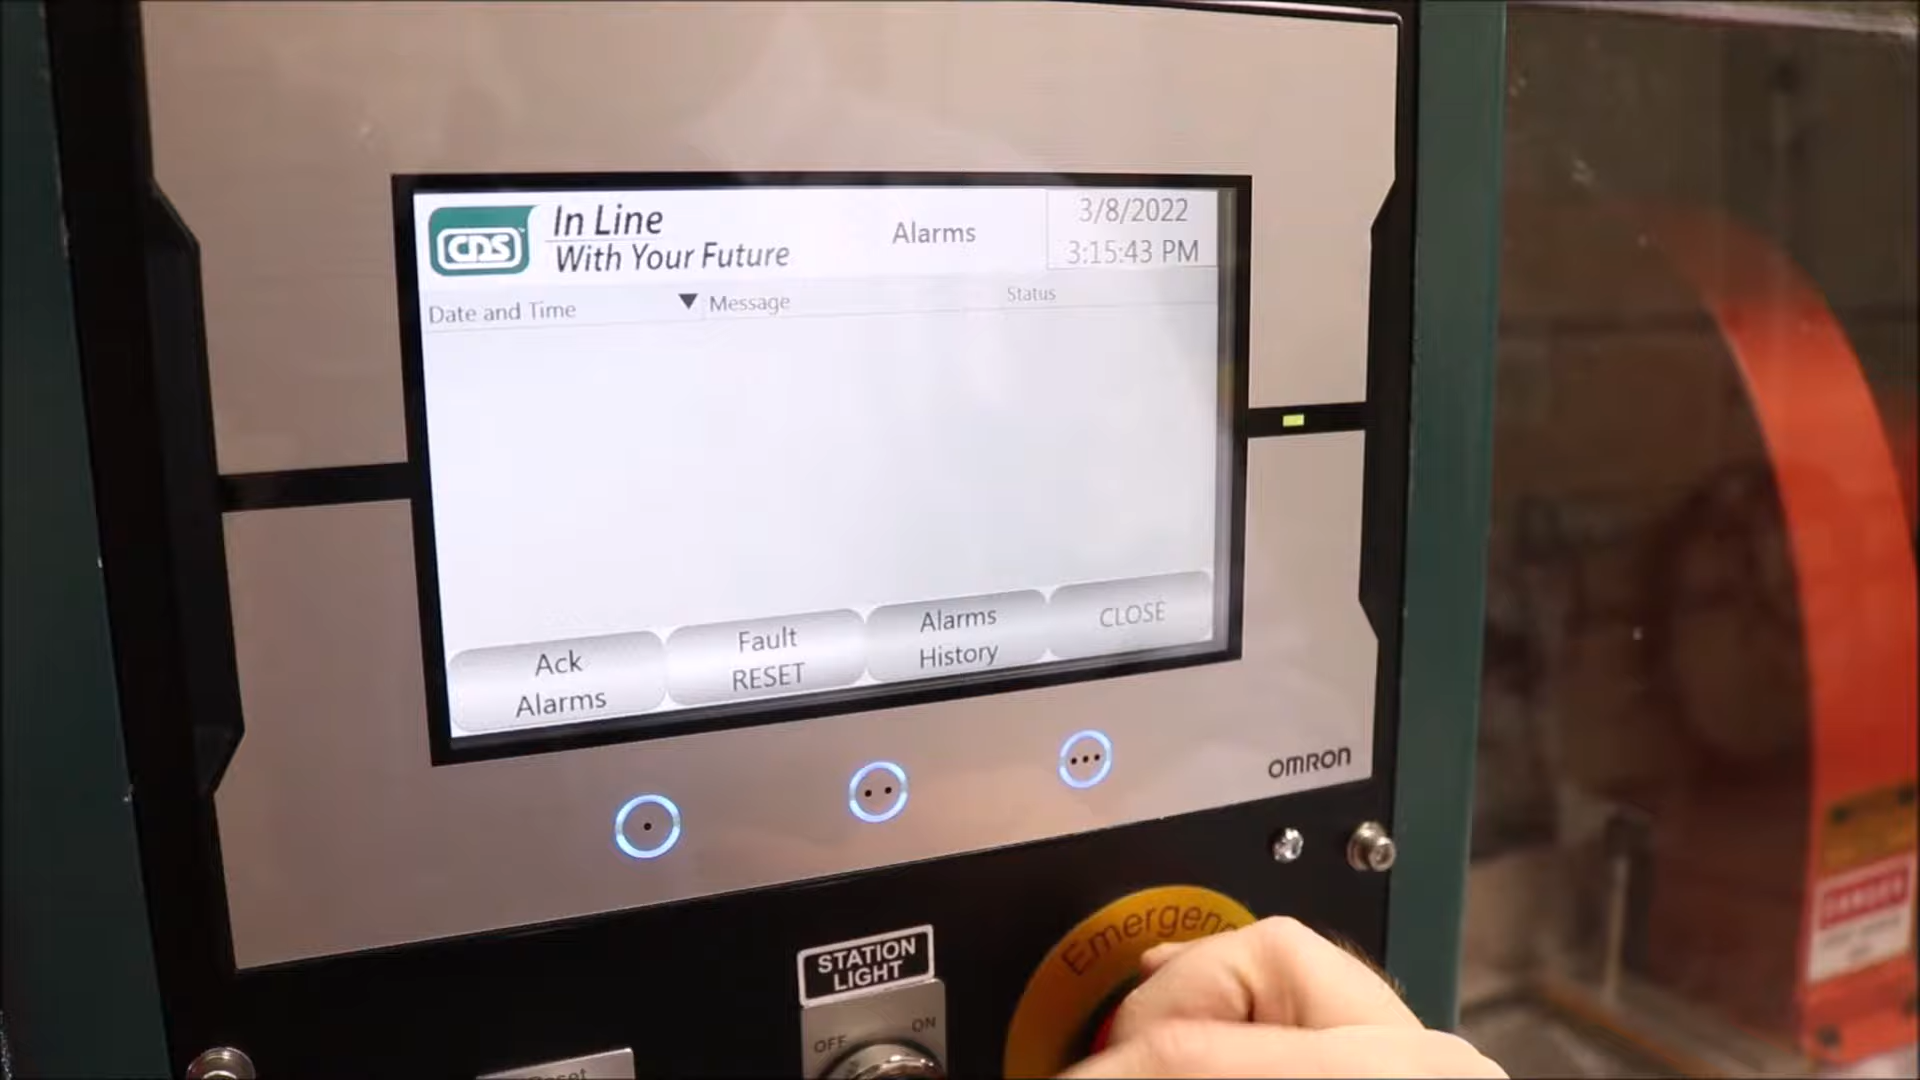 CDS
In Line
With Your Future
Alarms
3/8/2022
3:15:43 PM
Date and Time
Message
Status
Ack
Alarms
Fault
RESET
Alarms
History
CLOSE
OMRON
STATION
LIGHT
OFF
ON
DANGER